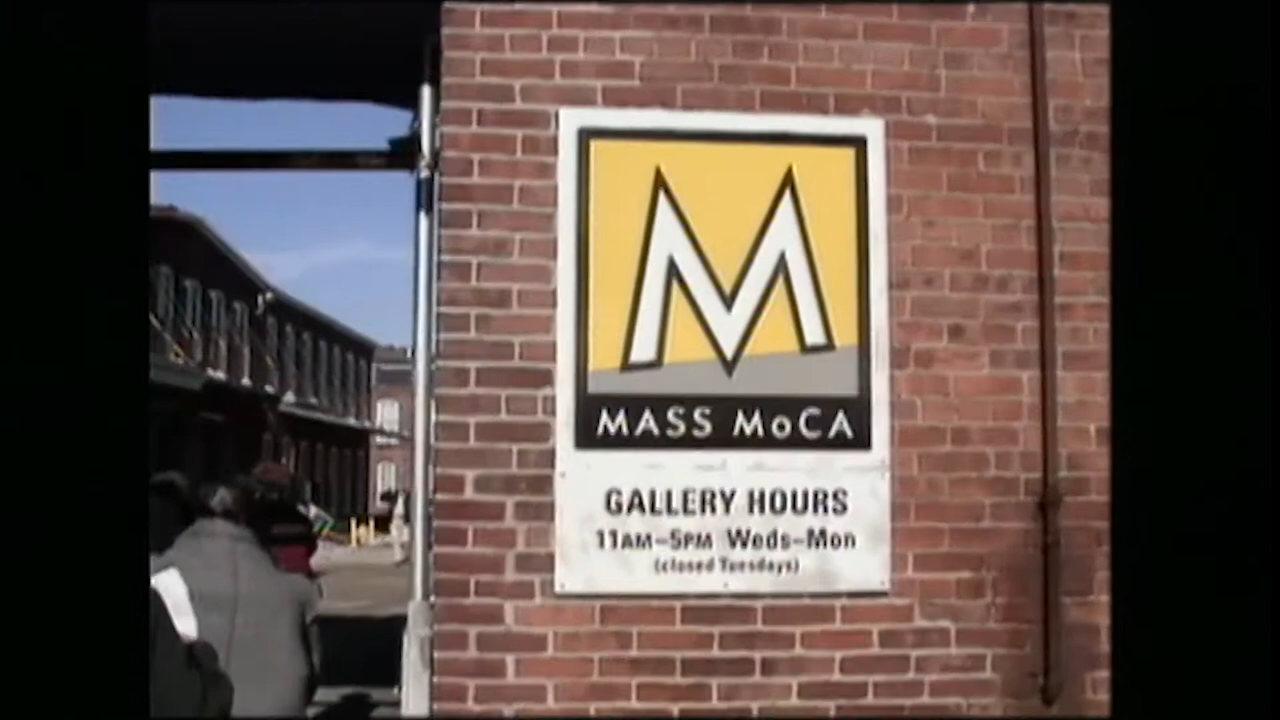 M
MASS MoCA
GALLERY HOURS
11AM–5PM Weds–Mon
(closed Tuesdays)